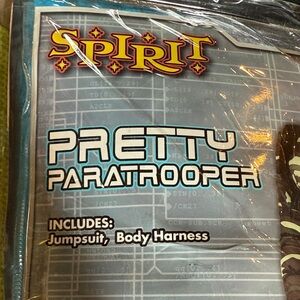 SPIRIT
PRETTY
PARATROOPER
INCLUDES:
Jumpsuit, Body Harness